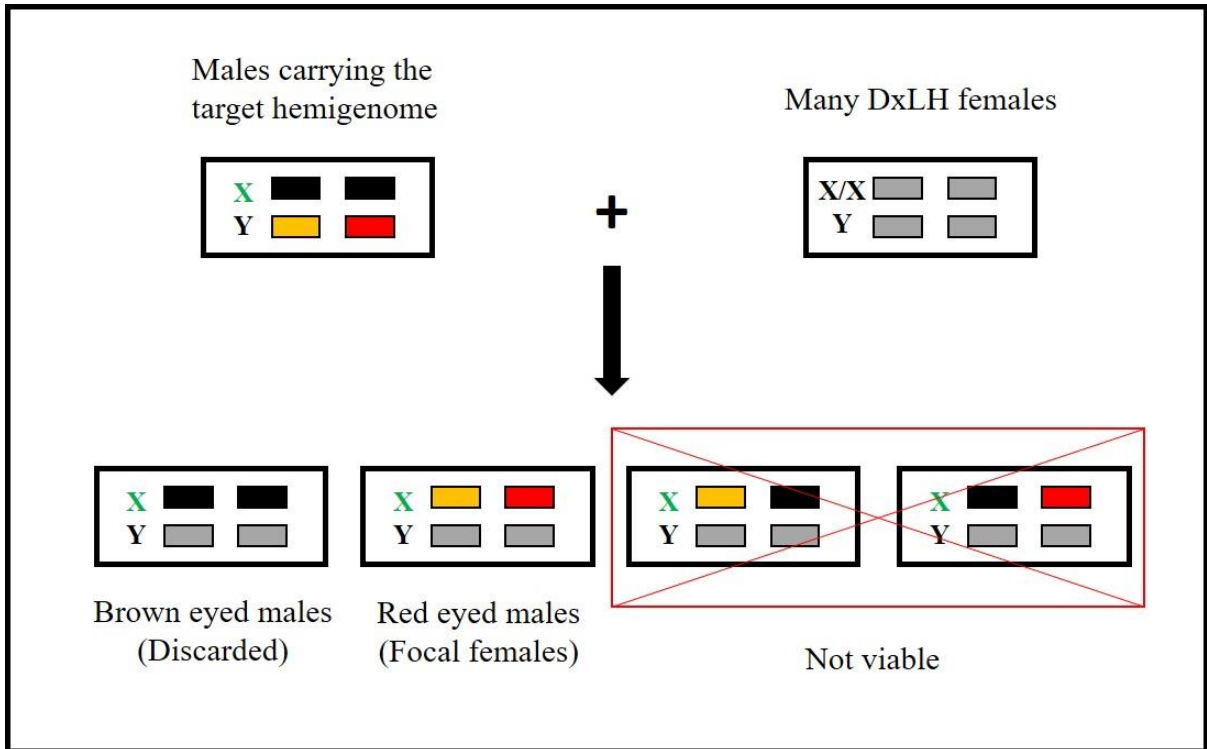 Males carrying the
target hemigenome
Many DxLH females
X
Y
+
X/X
Y
X
Y
X
Y
X
Y
X
Y
Brown eyed males
(Discarded)
Red eyed males
(Focal females)
Not viable